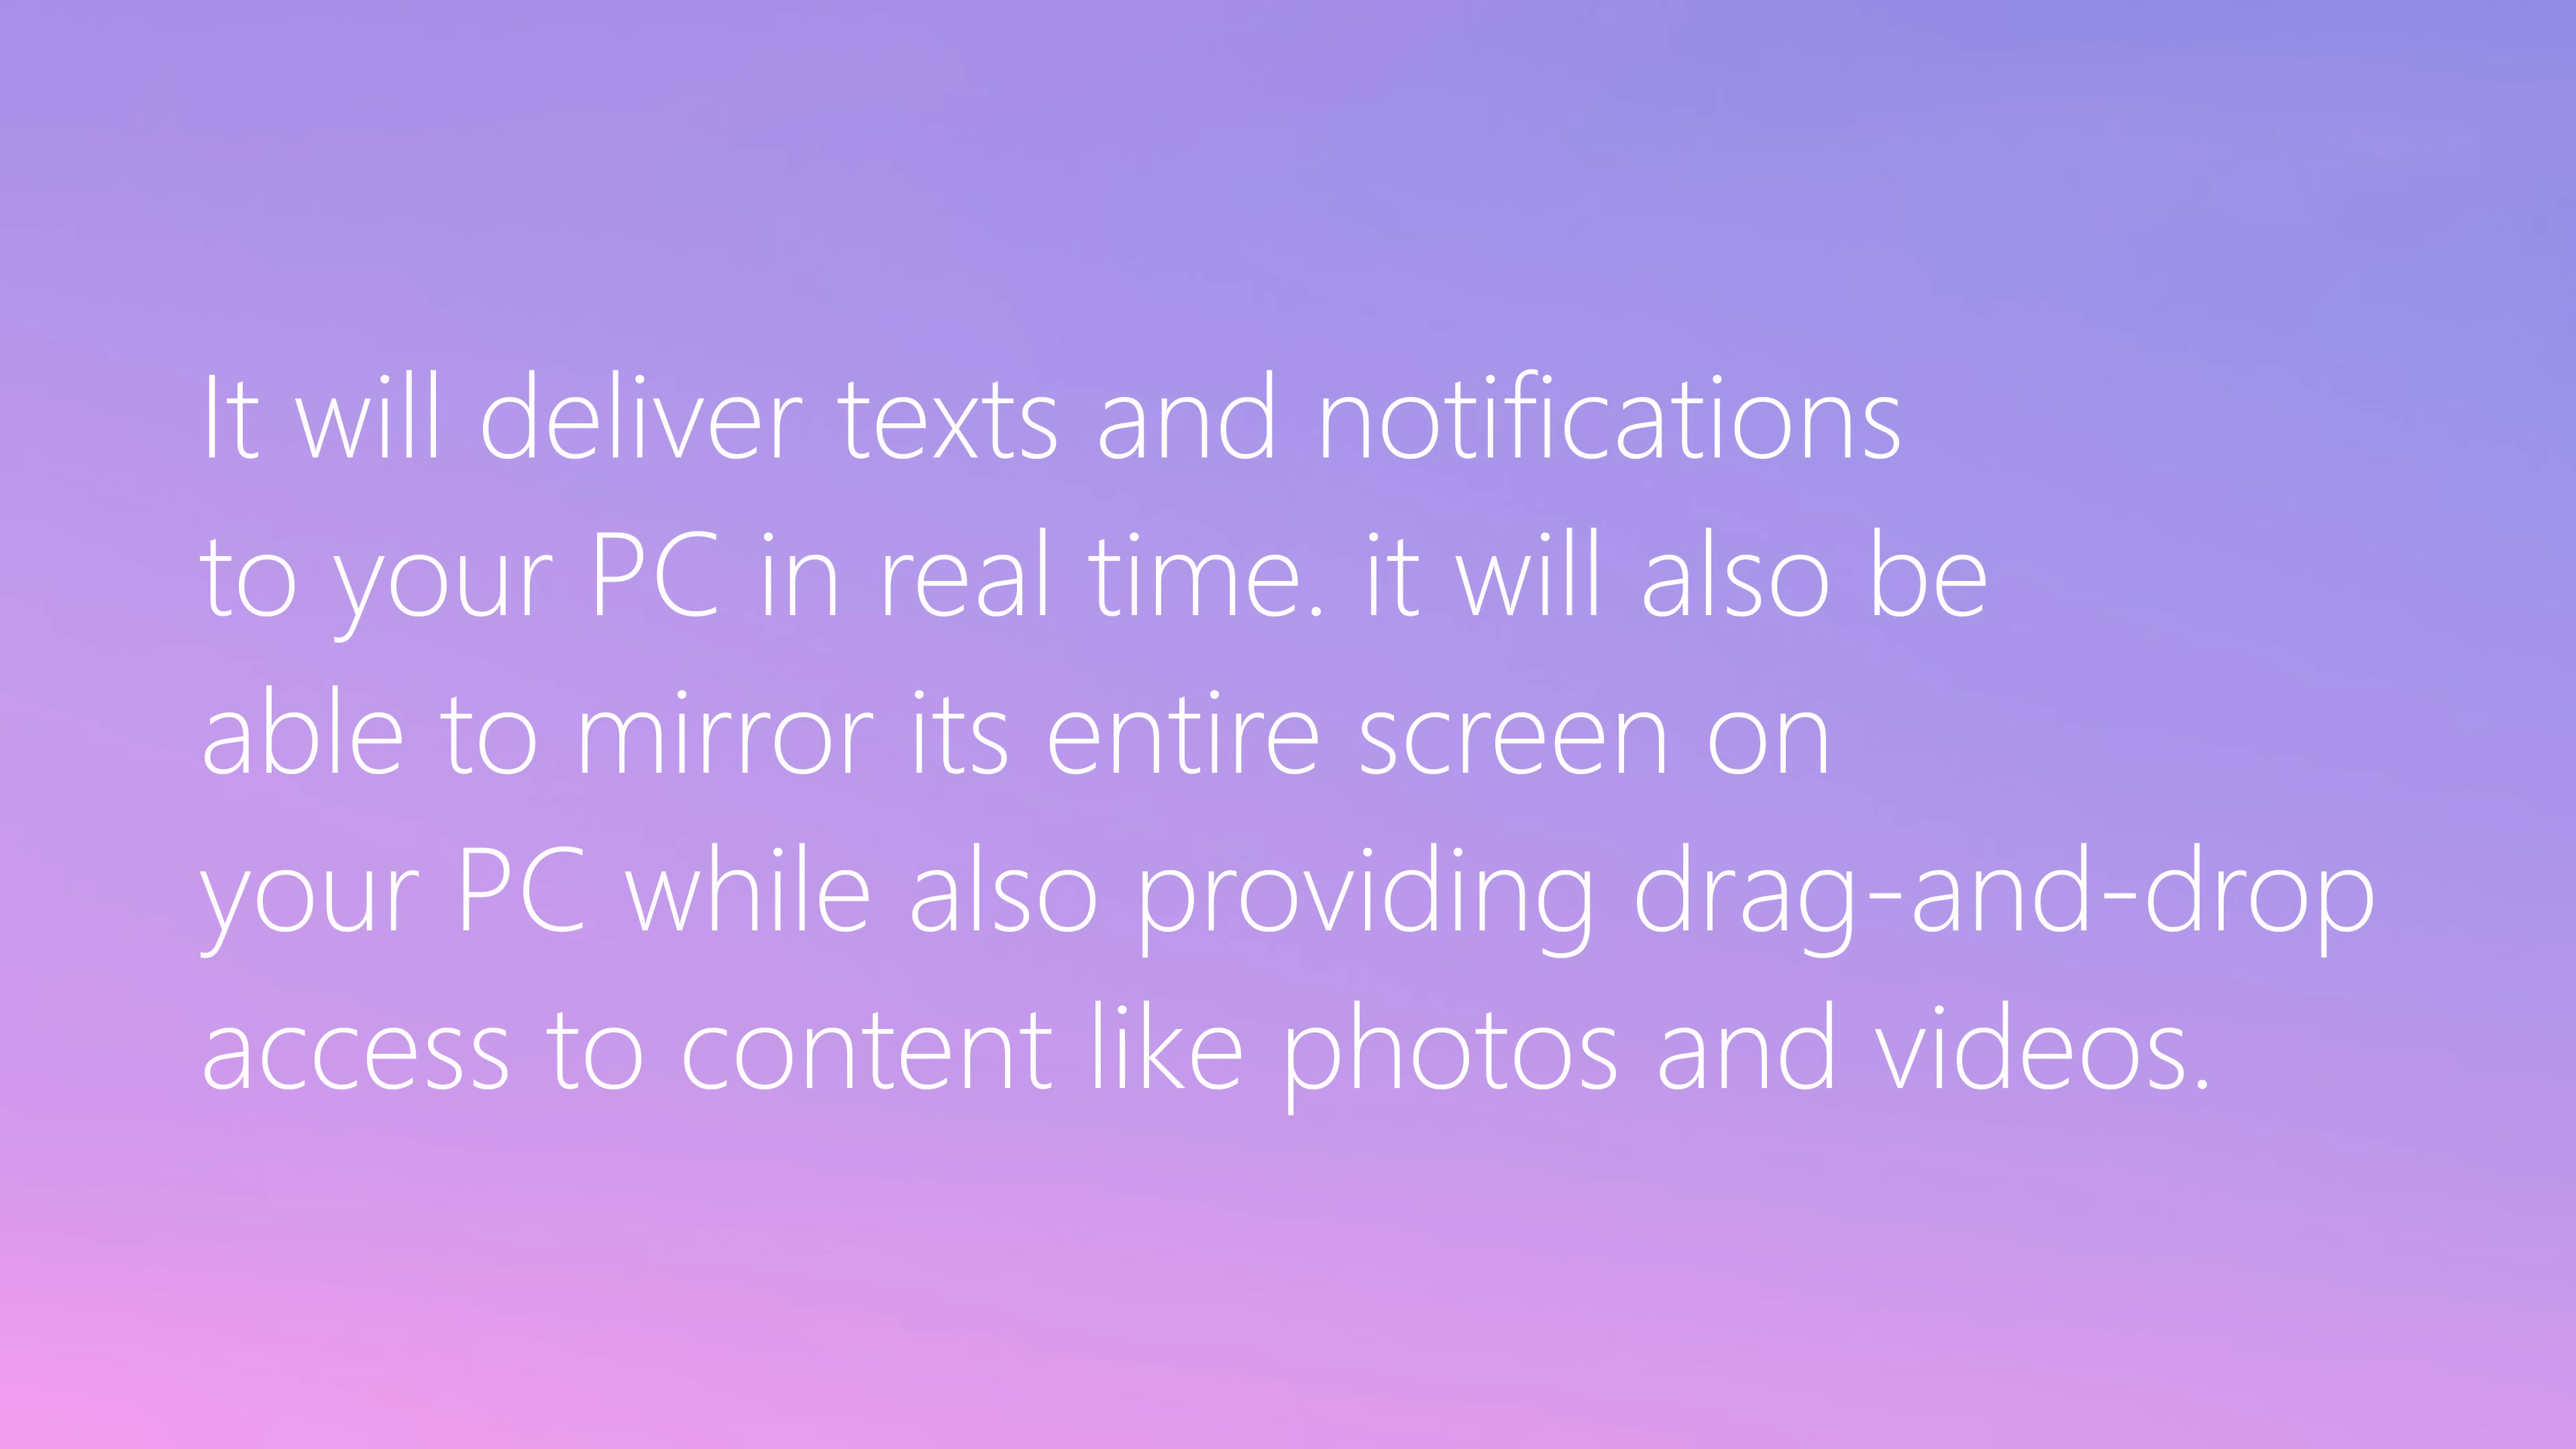 It will deliver texts and notifications
to your PC in real time. it will also be
able to mirror its entire screen on
your PC while also providing drag-and-drop
access to content like photos and videos.